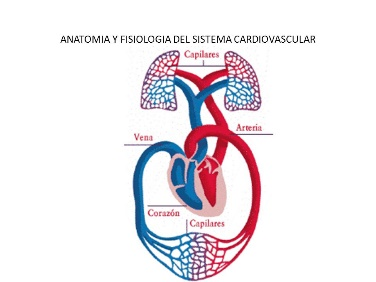 ANATOMIA Y FISIOLOGIA DEL SISTEMA CARDIOVASCULAR
Capilares
Arteria
Vena
Corazón
Capilares